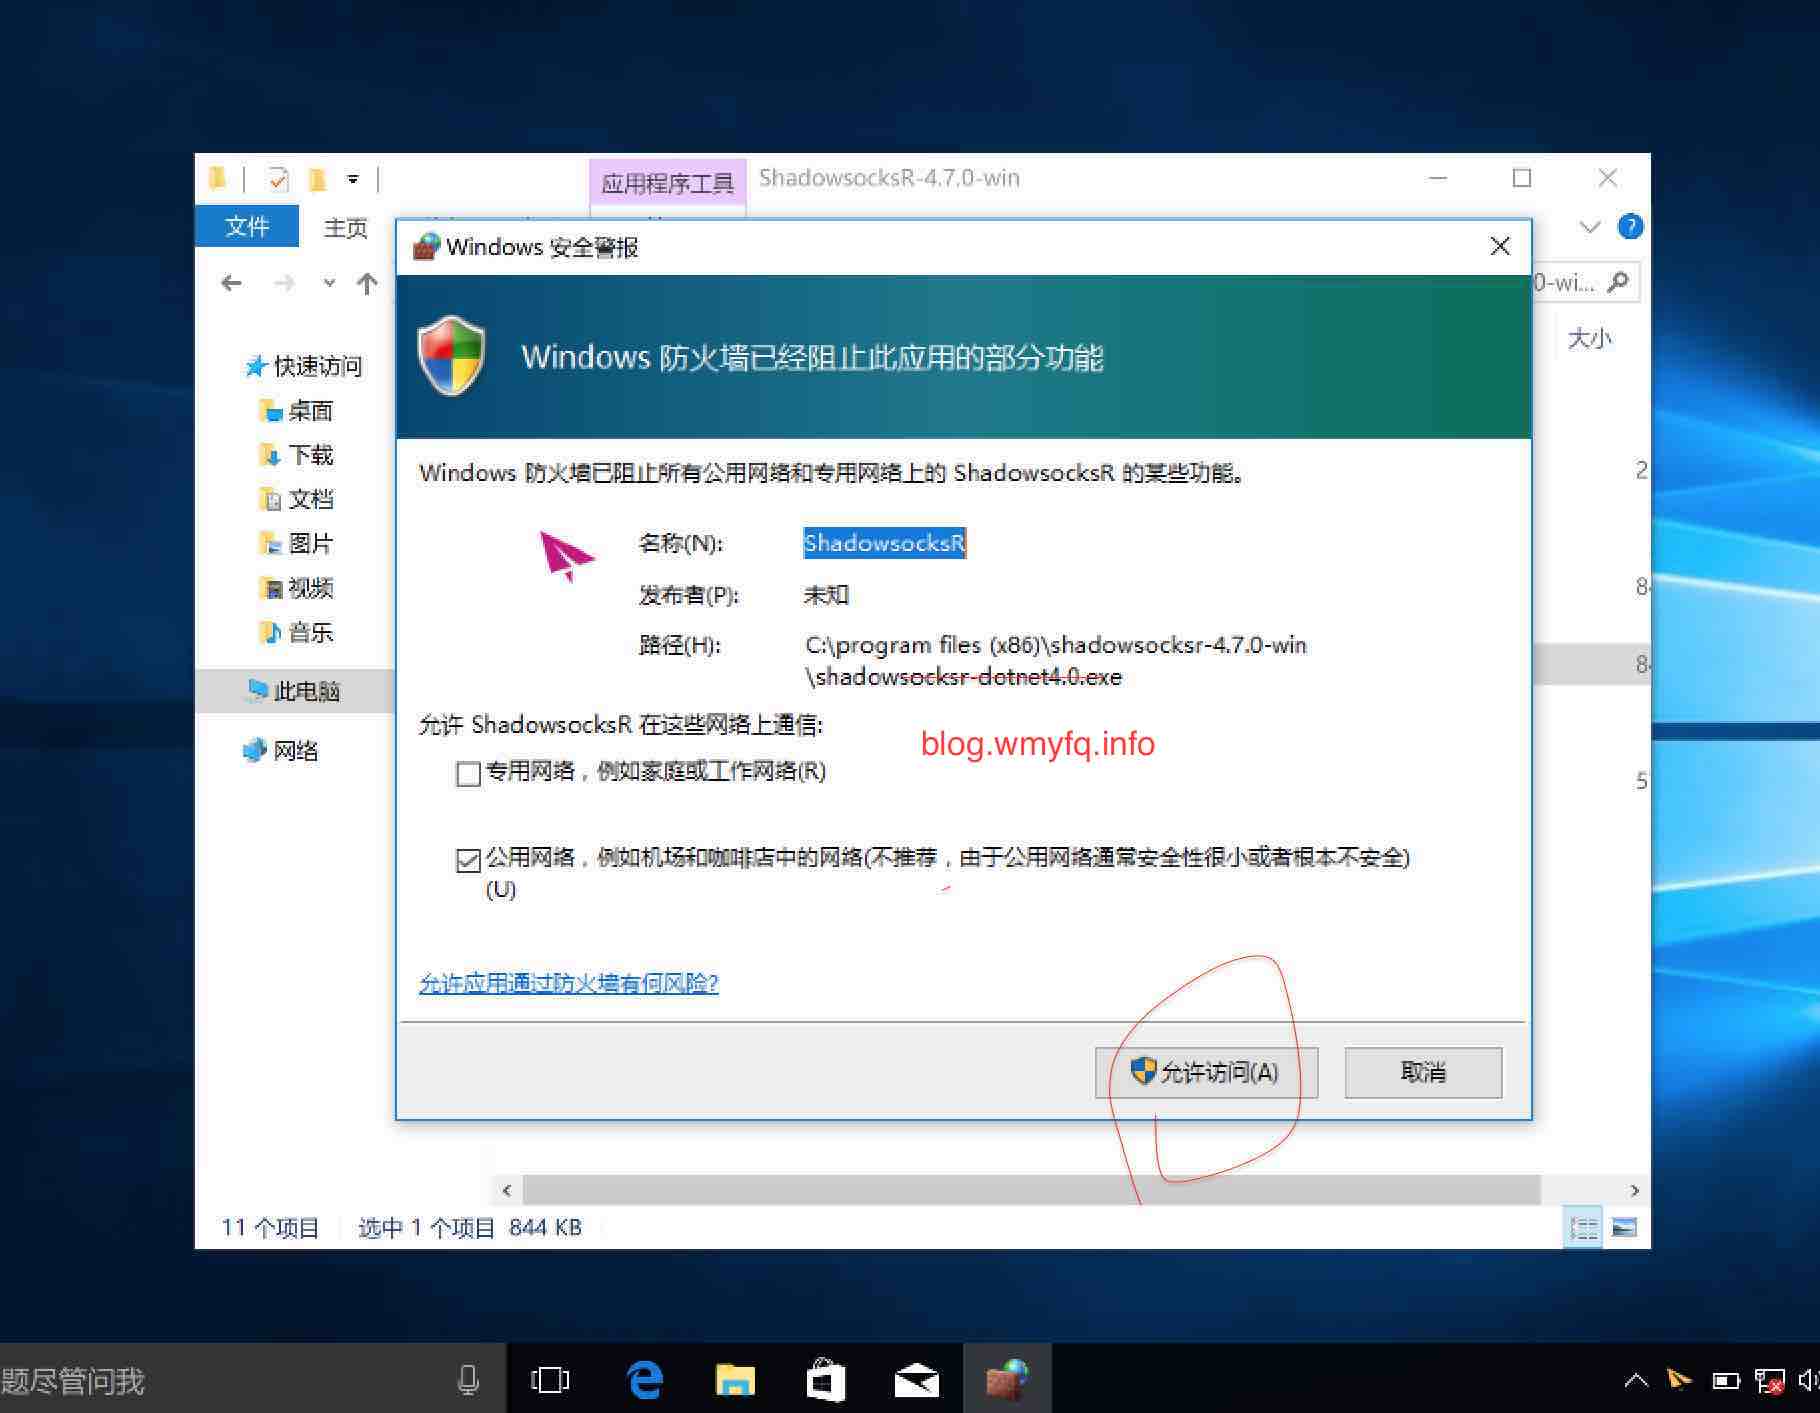 应用程序工具
ShadowsocksR-4.7.0-win
文件
主页
Windows 安全警报
0-wi...
Windows 防火墙已经阻止此应用的部分功能
大小
快速访问
桌面
下载
文档
图片
视频
音乐
此电脑
网络
Windows 防火墙已阻止所有公用网络和专用网络上的 ShadowsocksR 的某些功能。
名称(N):
ShadowsocksR
发布者(P):
未知
路径(H):
C:\program files (x86)\shadowsocksr-4.7.0-win
\shadowsocksr-dotnet4.0.exe
允许 ShadowsocksR 在这些网络上通信:
blog.wmyfq.info
专用网络，例如家庭或工作网络(R)
公用网络，例如机场和咖啡店中的网络(不推荐，由于公用网络通常安全性很小或者根本不安全)
(U)
允许应用通过防火墙有何风险?
允许访问(A)
取消
11 个项目
选中 1 个项目 844 KB
题尽管问我